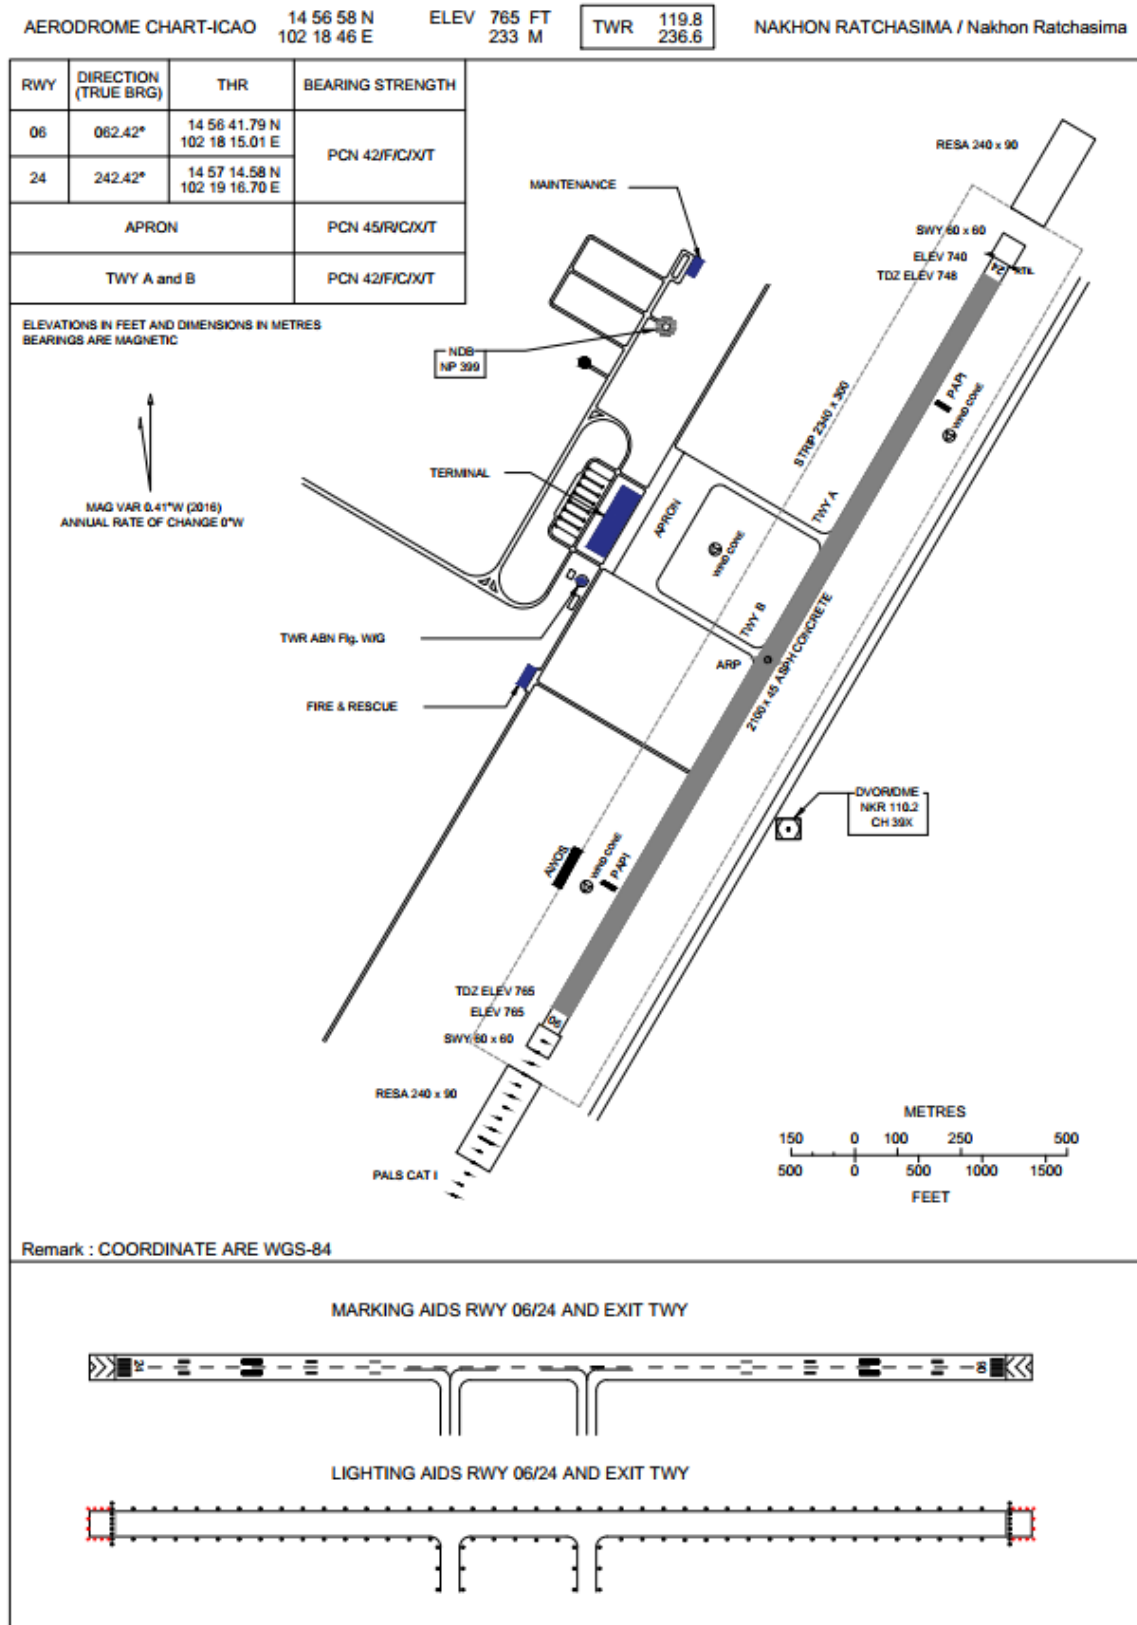 AERODROME CHART-ICAO
14 56 58 N
102 18 46 E
ELEV 765 FT
233 M
TWR
119.8
236.6
NAKHON RATCHASIMA / Nakhon Ratchasima
RWY
DIRECTION
(TRUE BRG)
THR
BEARING STRENGTH
06
062.42°
14 56 41.79 N
102 18 15.01 E
PCN 42/F/C/X/T
24
242.42°
14 57 14.58 N
102 19 16.70 E
APRON
PCN 45/R/C/X/T
TWY A and B
PCN 42/F/C/X/T
ELEVATIONS IN FEET AND DIMENSIONS IN METRES
BEARINGS ARE MAGNETIC
MAG VAR 0.41°W (2016)
ANNUAL RATE OF CHANGE 0°W
RESA 240 x 90
MAINTENANCE
SWY 60 x 60
ELEV 740
TDZ ELEV 748
24
RTIL
NDB
NP 399
PAPI
WIND CONE
STRIP 2340 x 300
TERMINAL
APRON
TWY A
WIND CONE
TWY B
TWR ABN Flg. W/G
ARP
2100 x 45 ASPH CONCRETE
FIRE & RESCUE
DVOR/DME
NKR 110.2
CH 39X
AWOS
WIND CONE
PAPI
TDZ ELEV 765
ELEV 765
06
SWY 60 x 60
RESA 240 x 90
PALS CAT I
METRES
150 0 100 250 500
500 0 500 1000 1500
FEET
Remark : COORDINATE ARE WGS-84
MARKING AIDS RWY 06/24 AND EXIT TWY
24
06
LIGHTING AIDS RWY 06/24 AND EXIT TWY